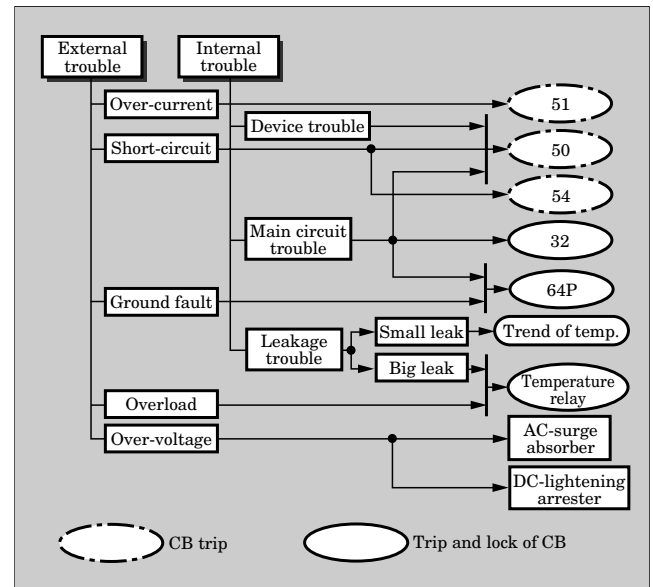 External
trouble
Internal
trouble
Over-current
51
Device trouble
Short-circuit
50
54
Main circuit
trouble
32
64P
Ground fault
Small leak
Trend of temp.
Leakage
trouble
Big leak
Temperature
relay
Overload
Over-voltage
AC-surge
absorber
DC-lightening
arrester
CB trip
Trip and lock of CB